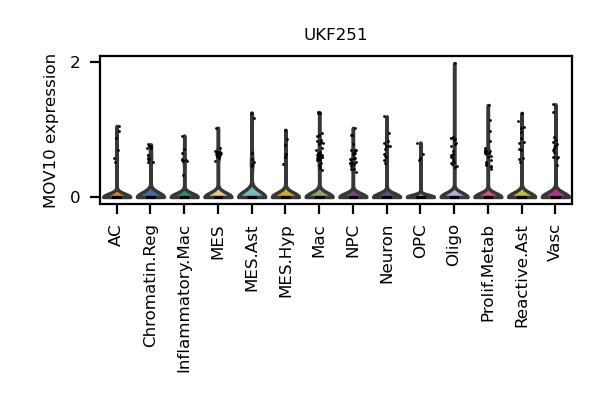 UKF251
MOV10 expression
2
0
AC
Chromatin.Reg
Inflammatory.Mac
MES
MES.Ast
MES.Hyp
Mac
NPC
Neuron
OPC
Oligo
Prolif.Metab
Reactive.Ast
Vasc